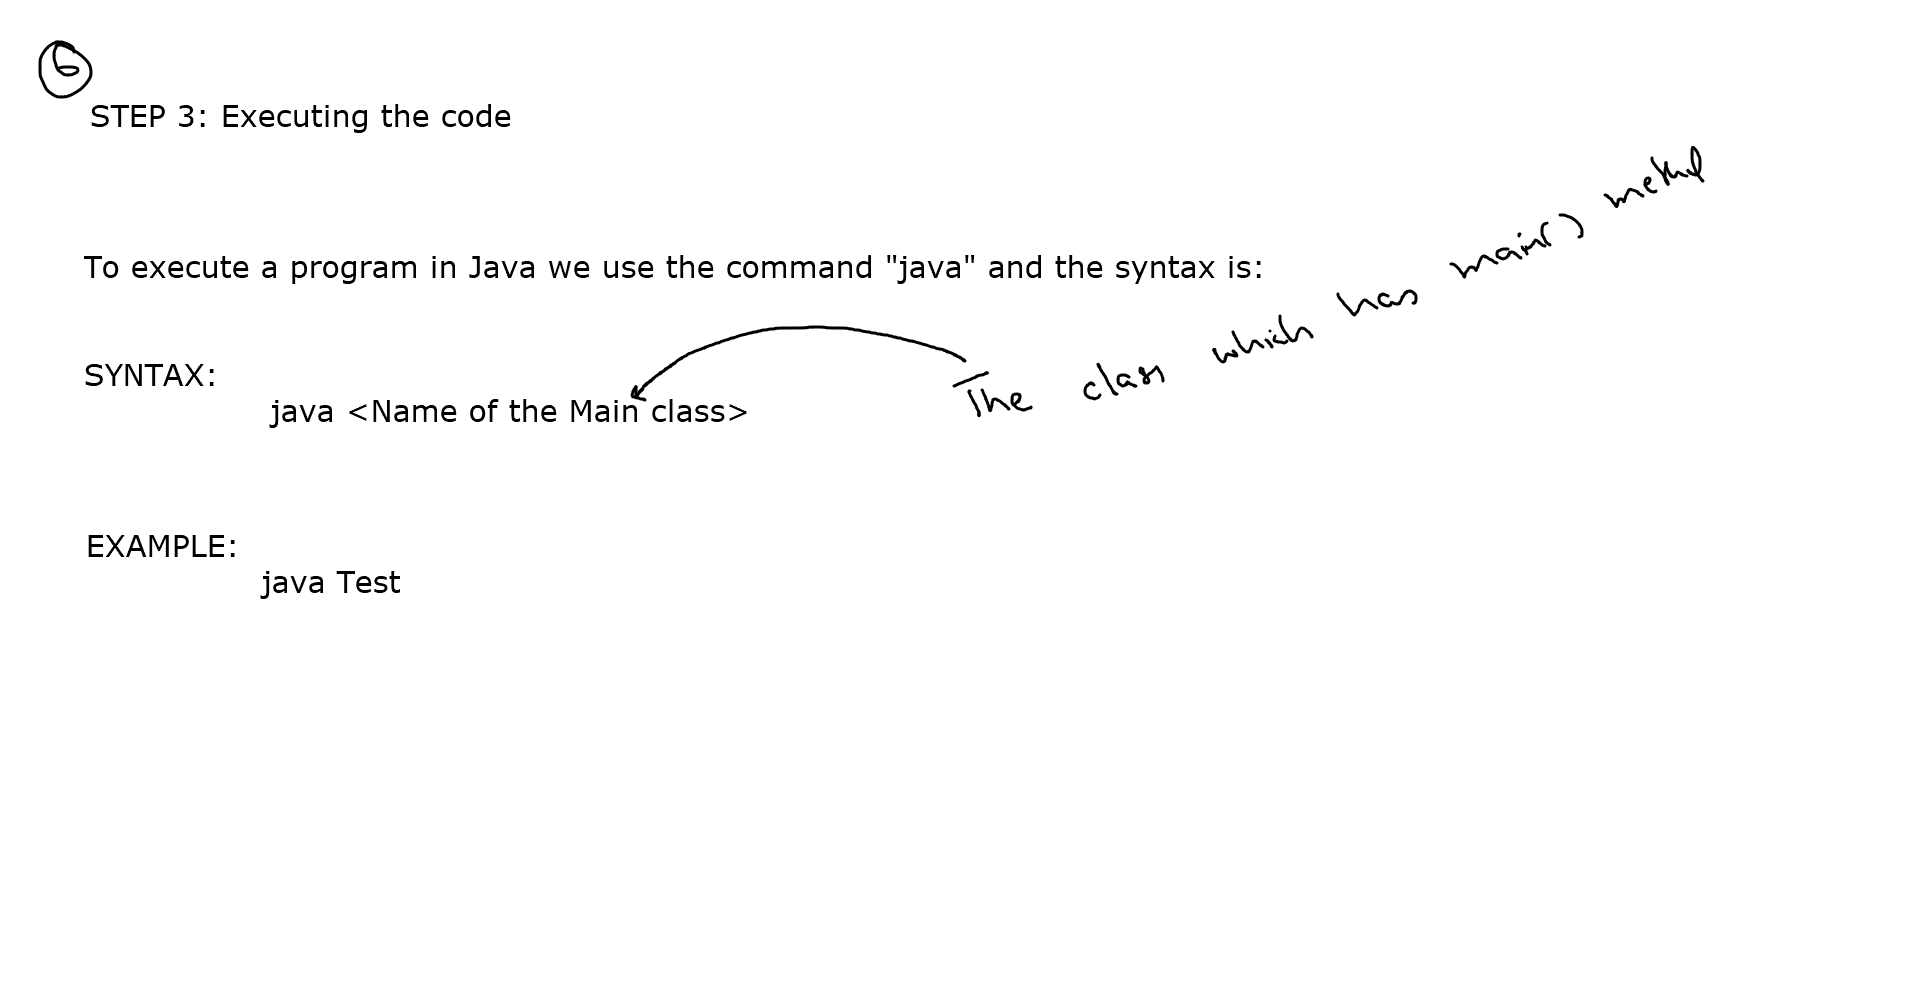 6
STEP 3: Executing the code
To execute a program in Java we use the command "java" and the syntax is:
SYNTAX:
java <Name of the Main class>
The class which has main() method
EXAMPLE:
java Test